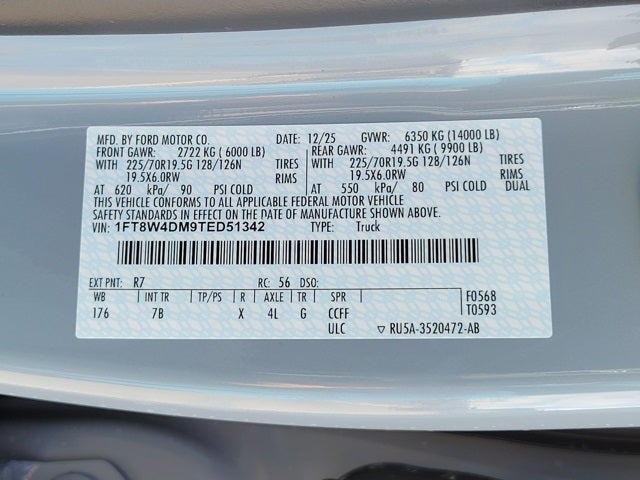 MFD. BY FORD MOTOR CO. DATE: 12/25 GVWR: 6350 KG (14000 LB)
FRONT GAWR: 2722 KG ( 6000 LB) REAR GAWR: 4491 KG ( 9900 LB)
WITH 225/70R19.5G 128/126N TIRES WITH 225/70R19.5G 128/126N TIRES
19.5X6.0RW RIMS 19.5X6.0RW RIMS
AT 620 kPa/ 90 PSI COLD AT 550 kPa/ 80 PSI COLD DUAL
THIS VEHICLE CONFORMS TO ALL APPLICABLE FEDERAL MOTOR VEHICLE
SAFETY STANDARDS IN EFFECT ON THE DATE OF MANUFACTURE SHOWN ABOVE.
VIN: 1FT8W4DM9TED51342 TYPE: Truck
EXT PNT: R7 RC: 56 DSO:
WB INT TR TP/PS R AXLE TR SPR F0568
176 7B X 4L G CCFF T0593
ULC ▽ RU5A-3520472-AB